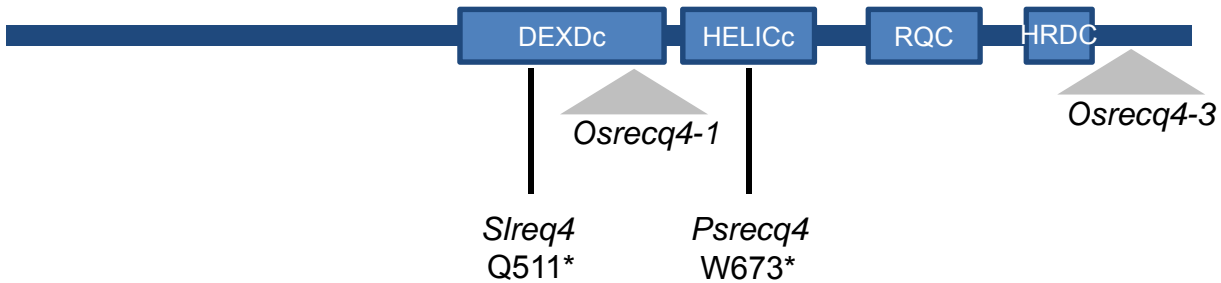 DEXDc HELICc RQC HRDC
Osrecq4-1 Osrecq4-3
Slreq4 Psrecq4
Q511* W673*